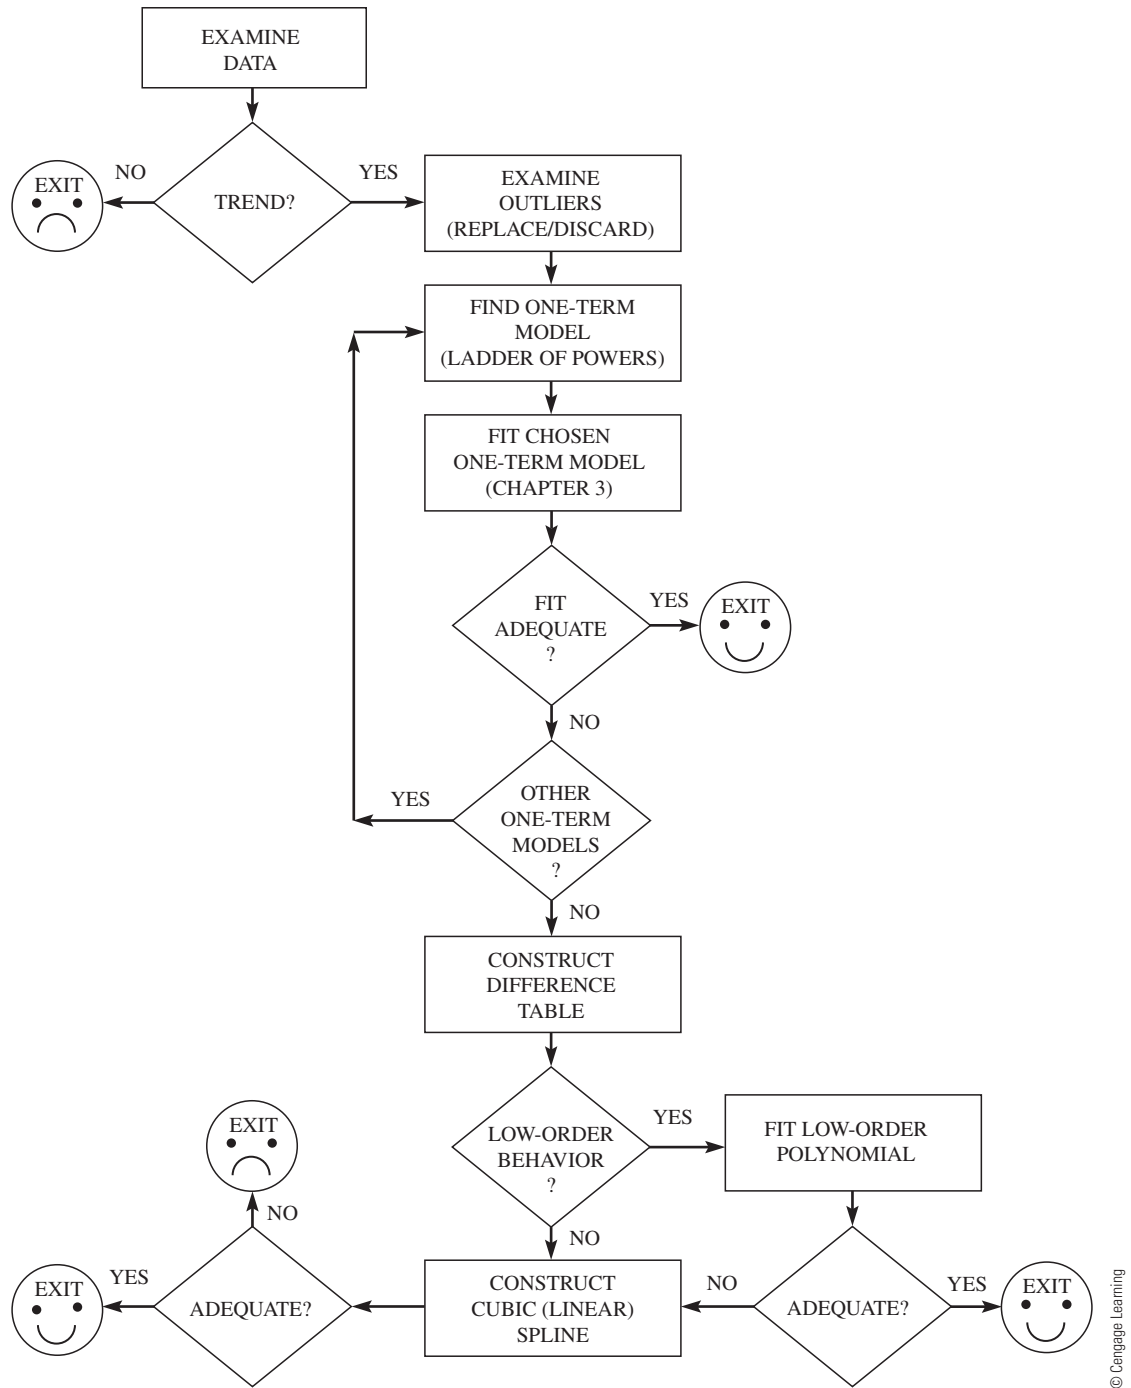 EXAMINE
DATA
NO
YES
EXIT
TREND?
EXAMINE
OUTLIERS
(REPLACE/DISCARD)
FIND ONE-TERM
MODEL
(LADDER OF POWERS)
FIT CHOSEN
ONE-TERM MODEL
(CHAPTER 3)
FIT
ADEQUATE
?
YES
EXIT
NO
OTHER
ONE-TERM
MODELS
?
YES
NO
CONSTRUCT
DIFFERENCE
TABLE
LOW-ORDER
BEHAVIOR
?
YES
FIT LOW-ORDER
POLYNOMIAL
NO
EXIT
NO
YES
EXIT
ADEQUATE?
CONSTRUCT
CUBIC (LINEAR)
SPLINE
NO
ADEQUATE?
YES
EXIT
© Cengage Learning